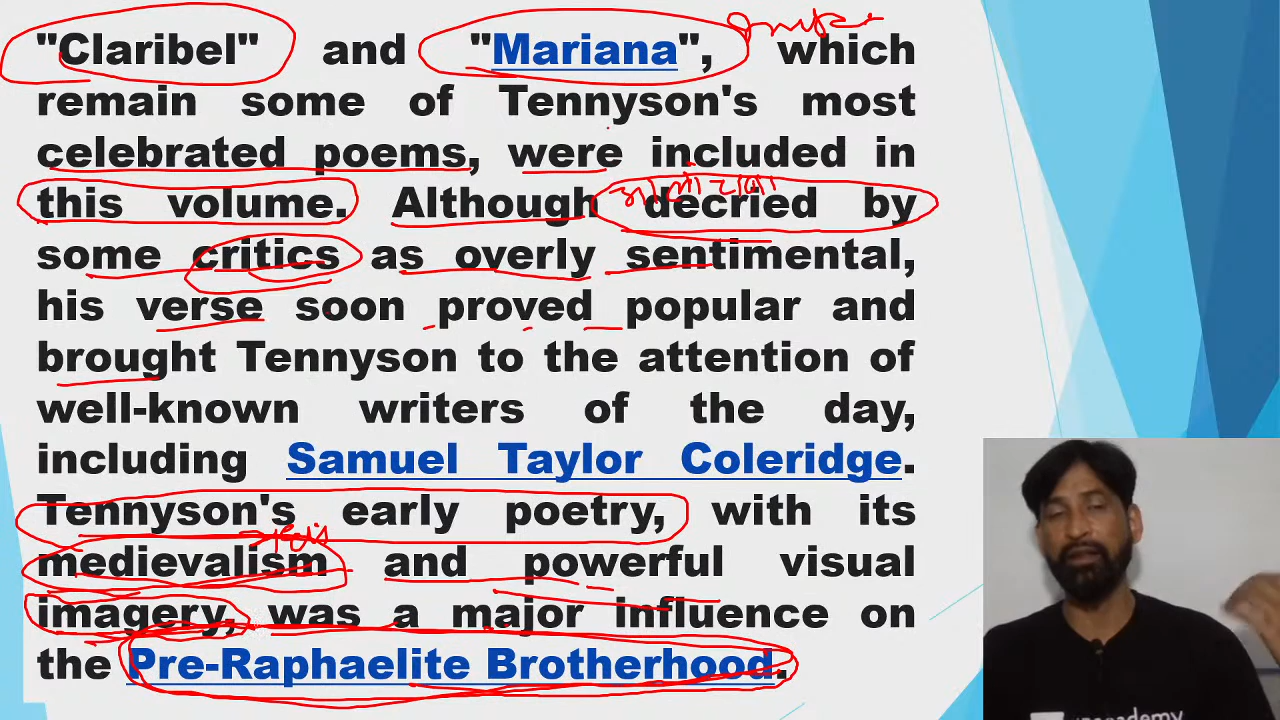 "Claribel" and "Mariana", which
remain some of Tennyson's most
celebrated poems, were included in
this volume. Although decried by
some critics as overly sentimental,
his verse soon proved popular and
brought Tennyson to the attention of
well-known writers of the day,
including Samuel Taylor Coleridge.
Tennyson's early poetry, with its
medievalism and powerful visual
imagery, was a major influence on
the Pre-Raphaelite Brotherhood.